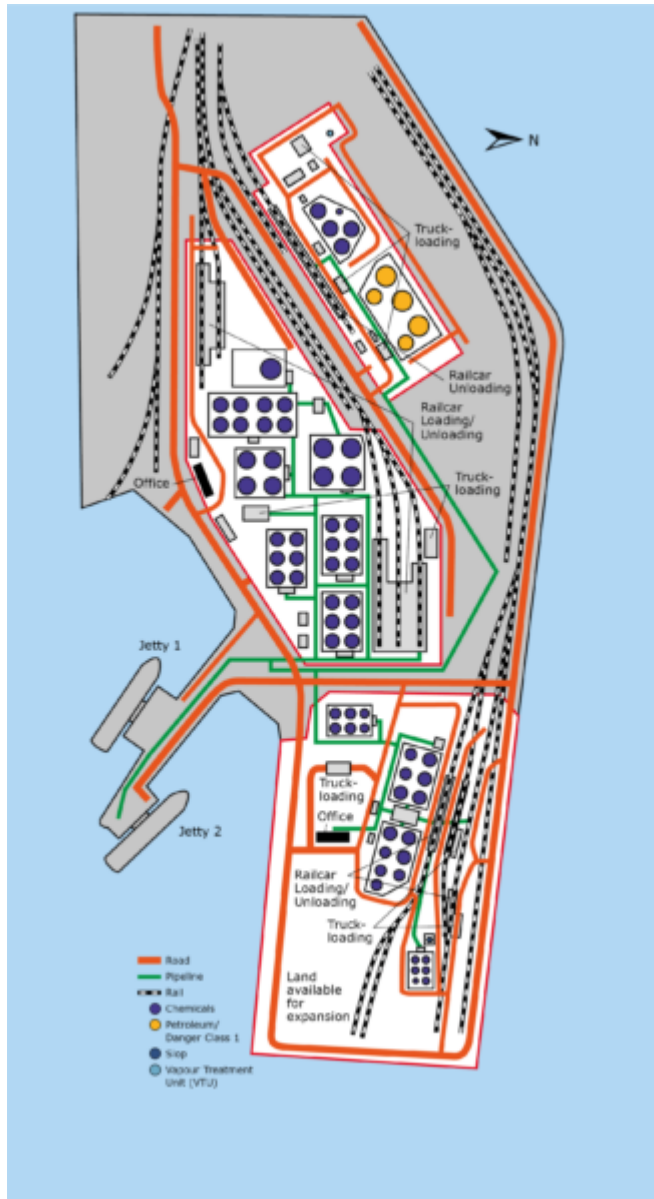 N
Truck-
loading
Railcar
Unloading
Railcar
Loading/
Unloading
Truck-
loading
Office
Jetty 1
Jetty 2
Truck-
loading
Office
Railcar
Loading/
Unloading
Truck-
loading
Land
available
for
expansion
Road
Pipeline
Rail
Chemicals
Petroleum/
Danger Class 1
Slop
Vapour Treatment
Unit (VTU)